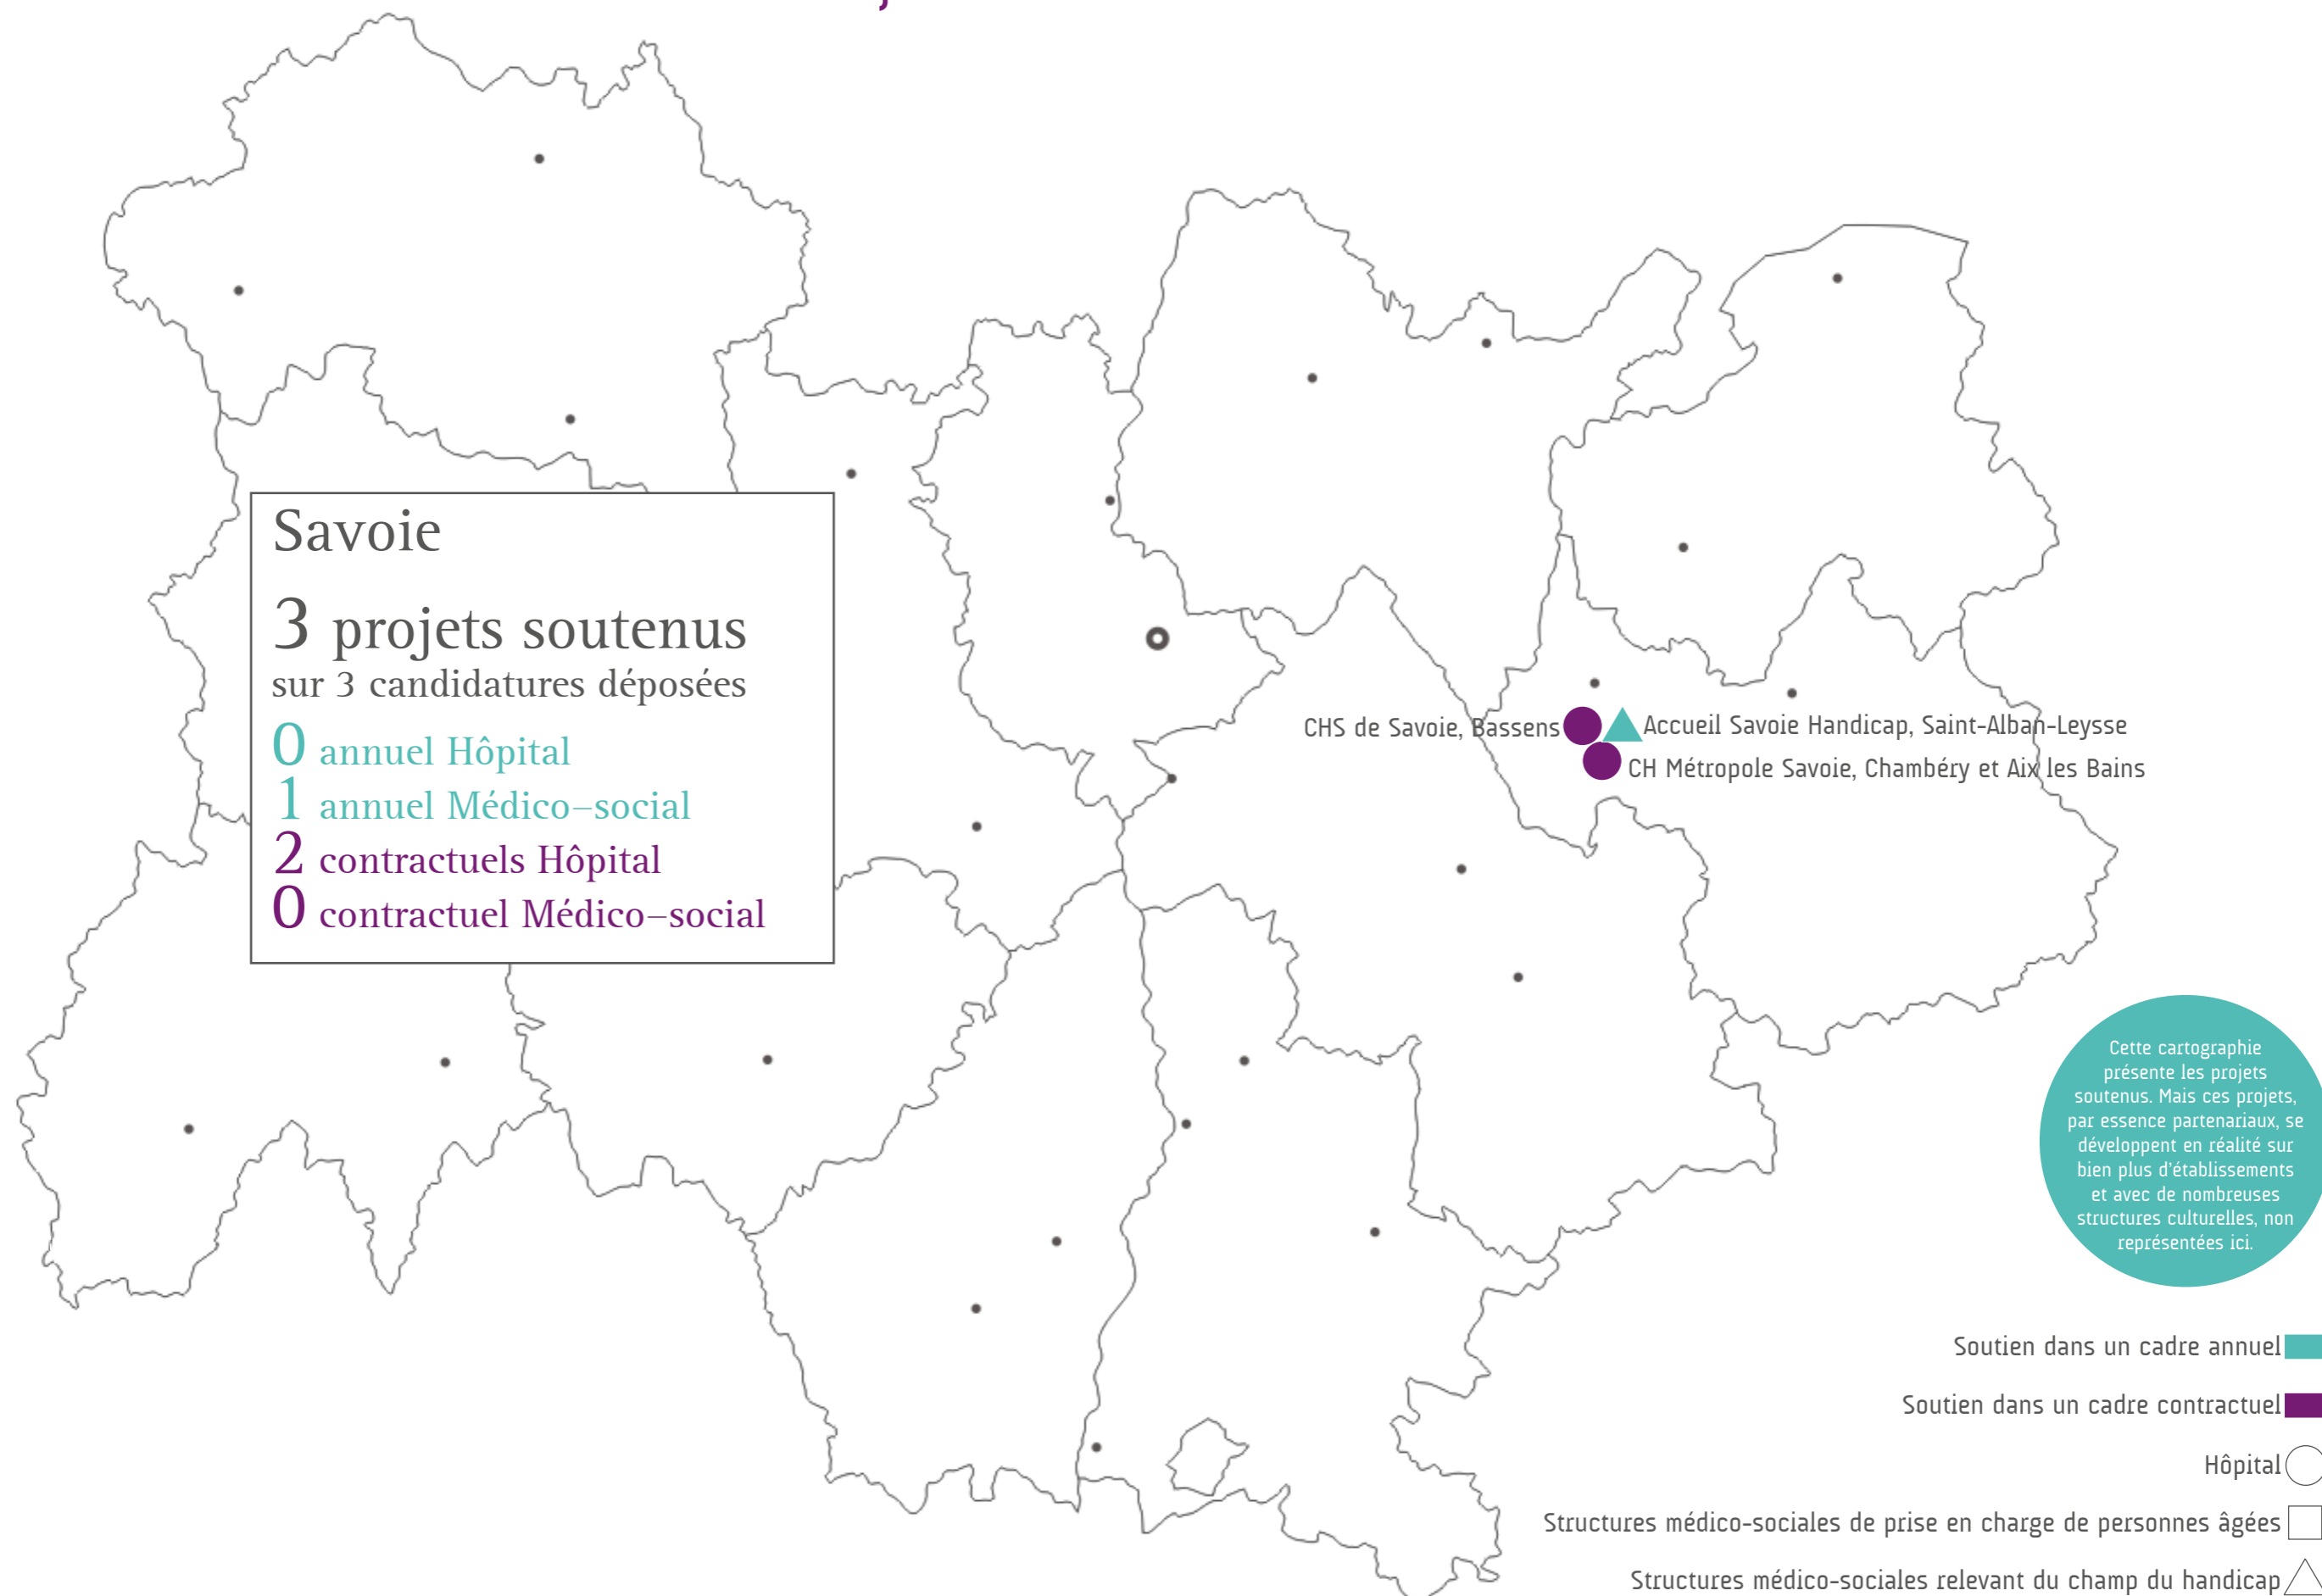 Savoie
3 projets soutenus
sur 3 candidatures déposées
0 annuel Hôpital
1 annuel Médico-social
2 contractuels Hôpital
0 contractuel Médico-social
CHS de Savoie, Bassens
Accueil Savoie Handicap, Saint-Alban-Leysse
CH Métropole Savoie, Chambéry et Aix les Bains
Cette cartographie
présente les projets
soutenus. Mais ces projets,
par essence partenariaux, se
développent en réalité sur
bien plus d'établissements
et avec de nombreuses
structures culturelles, non
représentées ici.
Soutien dans un cadre annuel
Soutien dans un cadre contractuel
Hôpital
Structures médico-sociales de prise en charge de personnes âgées
Structures médico-sociales relevant du champ du handicap